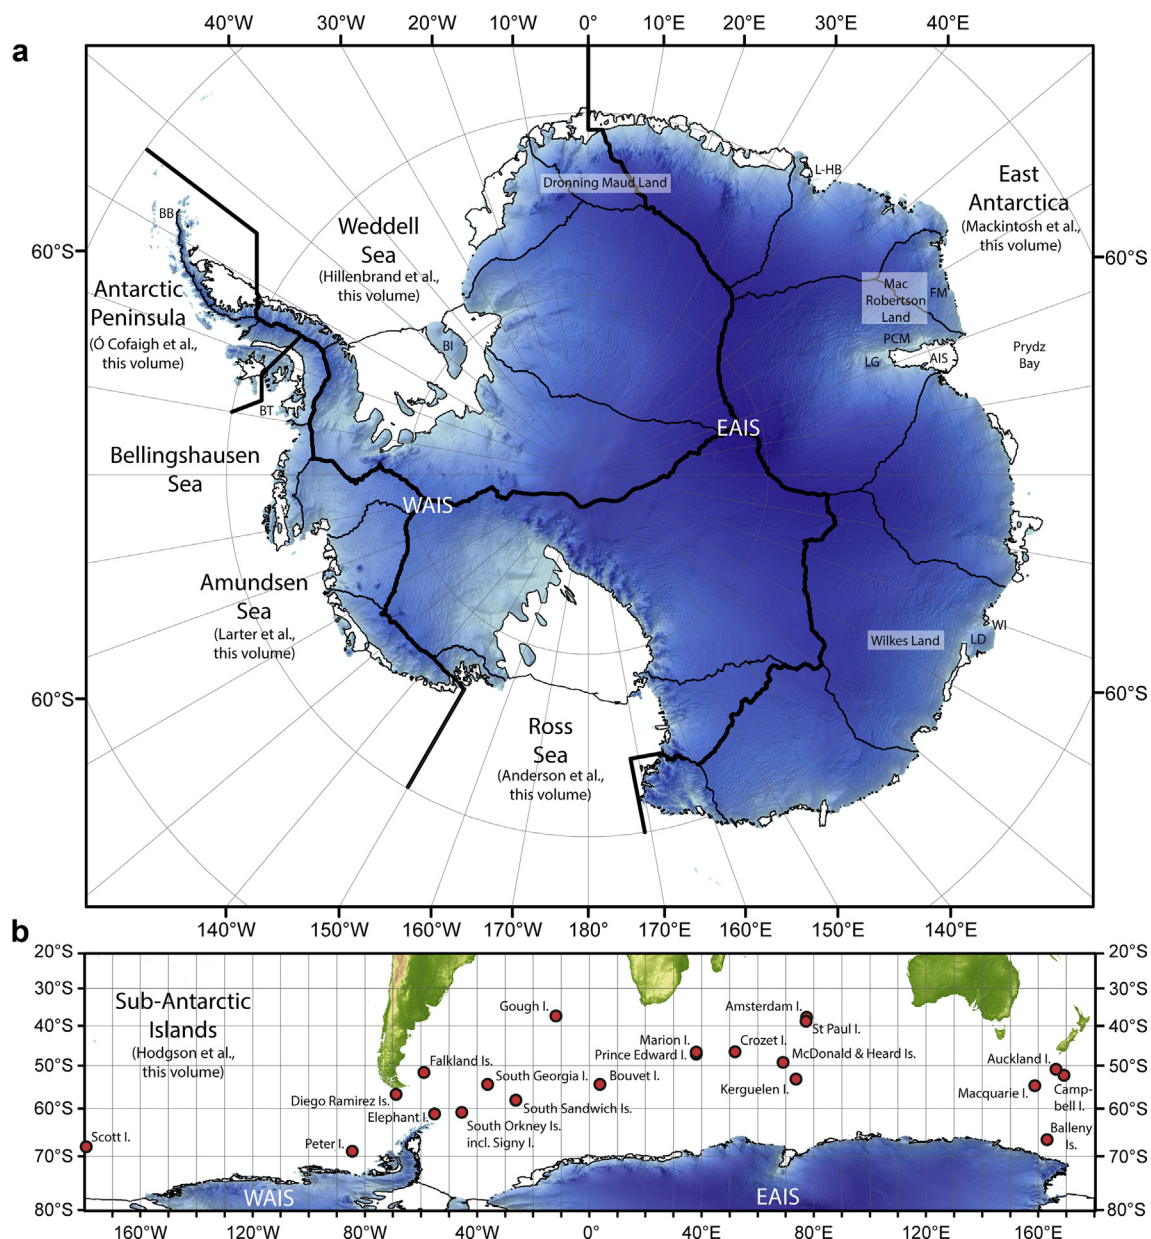 a
40°W 30°W 20°W 10°W 0° 10°E 20°E 30°E 40°E
L-HB
Dronning Maud Land
East
Antarctica
(Mackintosh et al.,
this volume)
BB
Weddell
Sea
(Hillenbrand et al.,
this volume)
60°S
60°S
Antarctic
Peninsula
(Ó Cofaigh et al.,
this volume)
Mac
Robertson
Land
FM
PCM
BI
LG
AIS
Prydz
Bay
BT
EAIS
Bellingshausen
Sea
WAIS
Amundsen
Sea
(Larter et al.,
this volume)
WI
Wilkes Land
LD
60°S
60°S
Ross
Sea
(Anderson et al.,
this volume)
140°W 150°W 160°W 170°W 180°W 170°E 160°E 150°E 140°E
b
20°S
20°S
Sub-Antarctic
Islands
(Hodgson et al.,
this volume)
30°S
30°S
Gough I.
Amsterdam I.
St Paul I.
40°S
40°S
Marion I.
Prince Edward I.
Crozet I.
McDonald & Heard Is.
Auckland I.
50°S
50°S
Falkland Is.
South Georgia I.
Bouvet I.
Kerguelen I.
Macquarie I.
Camp-
bell I.
Diego Ramirez Is.
South Sandwich Is.
60°S
60°S
Elephant I.
South Orkney Is.
incl. Signy I.
Balleny
Is.
Scott I.
Peter I.
70°S
70°S
WAIS
EAIS
80°S
80°S
160°W 120°W 80°W 40°W 0° 40°E 80°E 120°E 160°E